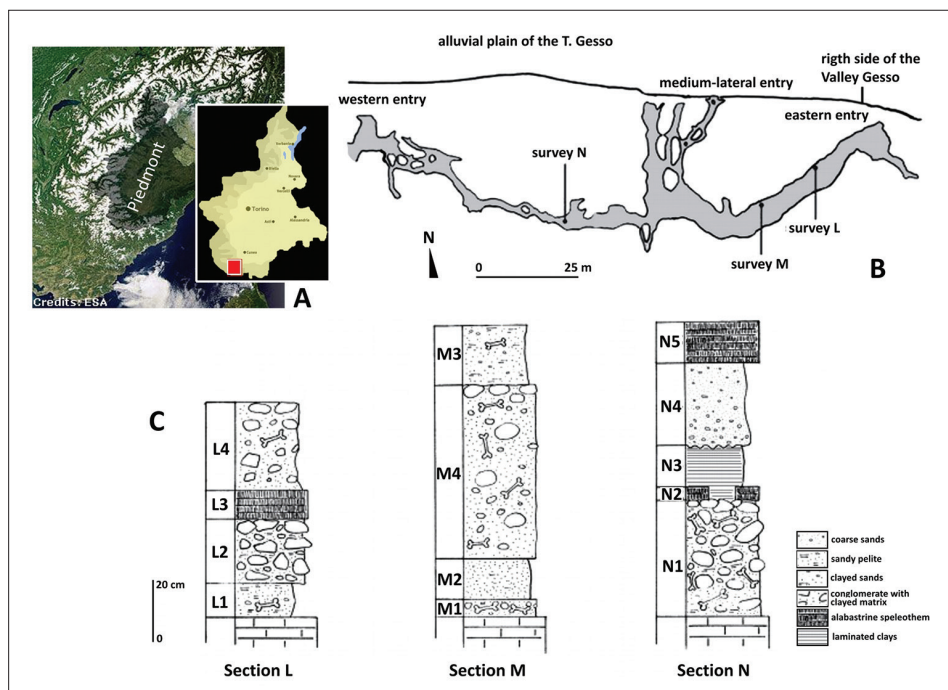 Piedmont
Torino
Credits: ESA
A
alluvial plain of the T. Gesso
rigth side of the
Valley Gesso
medium-lateral entry
western entry
eastern entry
survey N
survey L
survey M
N
0 25 m
B
C
L4
L3
L2
L1
20 cm
0
Section L
M3
M4
M2
M1
Section M
N5
N4
N3
N2
N1
Section N
coarse sands
sandy pelite
clayed sands
conglomerate with
clayed matrix
alabastrine speleothem
laminated clays